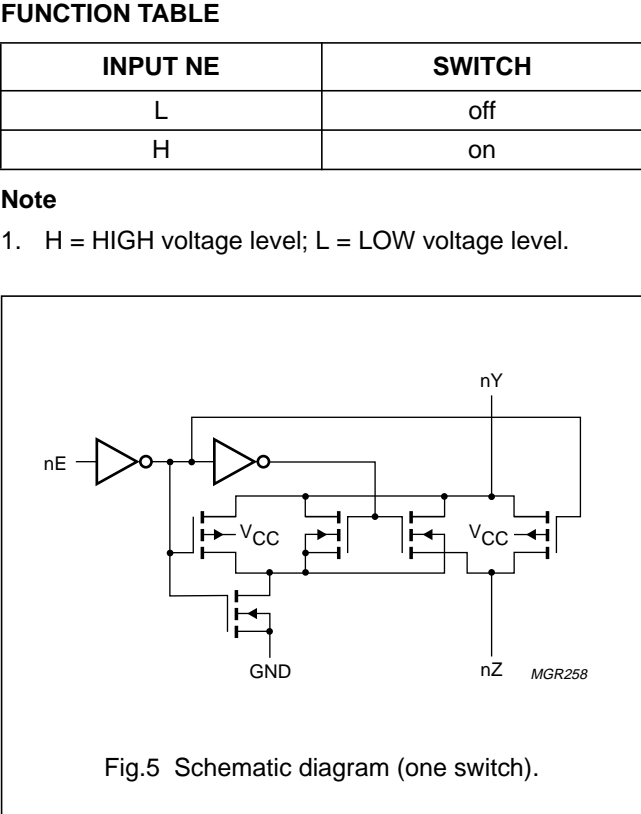 FUNCTION TABLE
INPUT NE SWITCH
L off
H on
Note
1. H = HIGH voltage level; L = LOW voltage level.
nY
nE
VCC VCC
GND nZ MGR258
Fig.5 Schematic diagram (one switch).